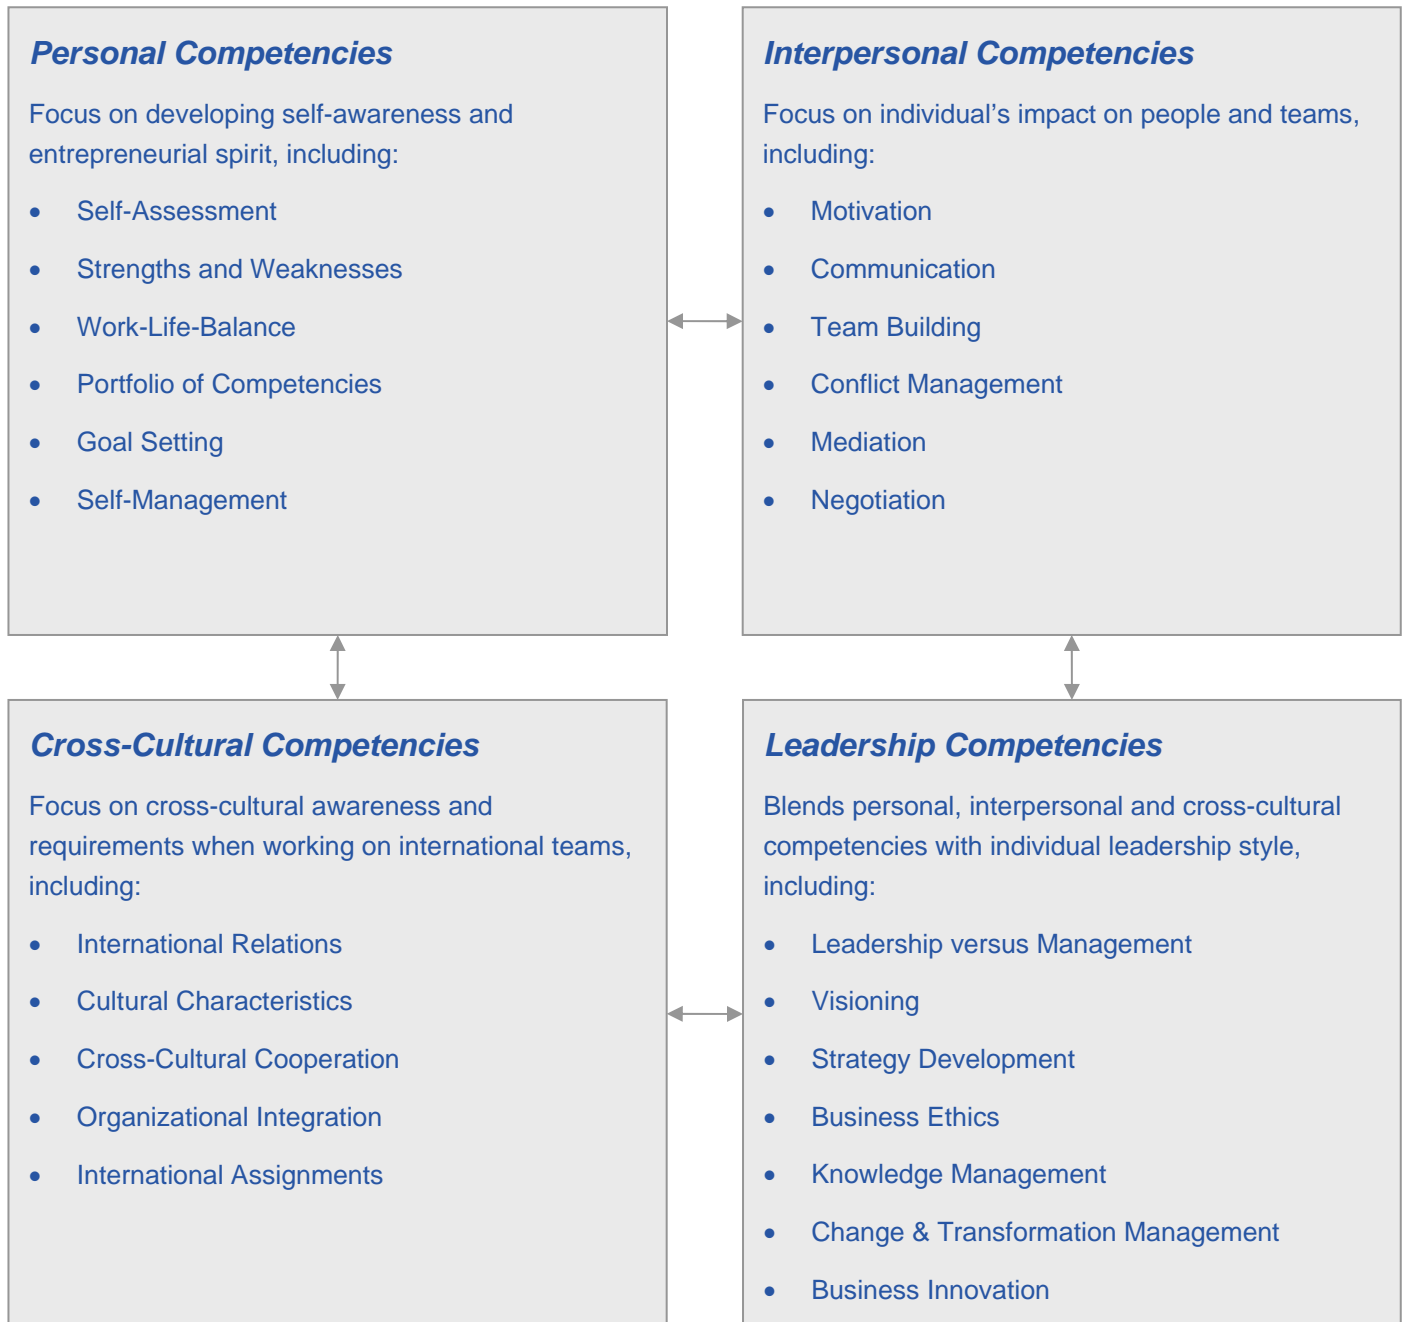 Personal Competencies
Focus on developing self-awareness and
entrepreneurial spirit, including:
• Self-Assessment
• Strengths and Weaknesses
• Work-Life-Balance
• Portfolio of Competencies
• Goal Setting
• Self-Management
Interpersonal Competencies
Focus on individual’s impact on people and teams,
including:
• Motivation
• Communication
• Team Building
• Conflict Management
• Mediation
• Negotiation
Cross-Cultural Competencies
Focus on cross-cultural awareness and
requirements when working on international teams,
including:
• International Relations
• Cultural Characteristics
• Cross-Cultural Cooperation
• Organizational Integration
• International Assignments
Leadership Competencies
Blends personal, interpersonal and cross-cultural
competencies with individual leadership style,
including:
• Leadership versus Management
• Visioning
• Strategy Development
• Business Ethics
• Knowledge Management
• Change & Transformation Management
• Business Innovation